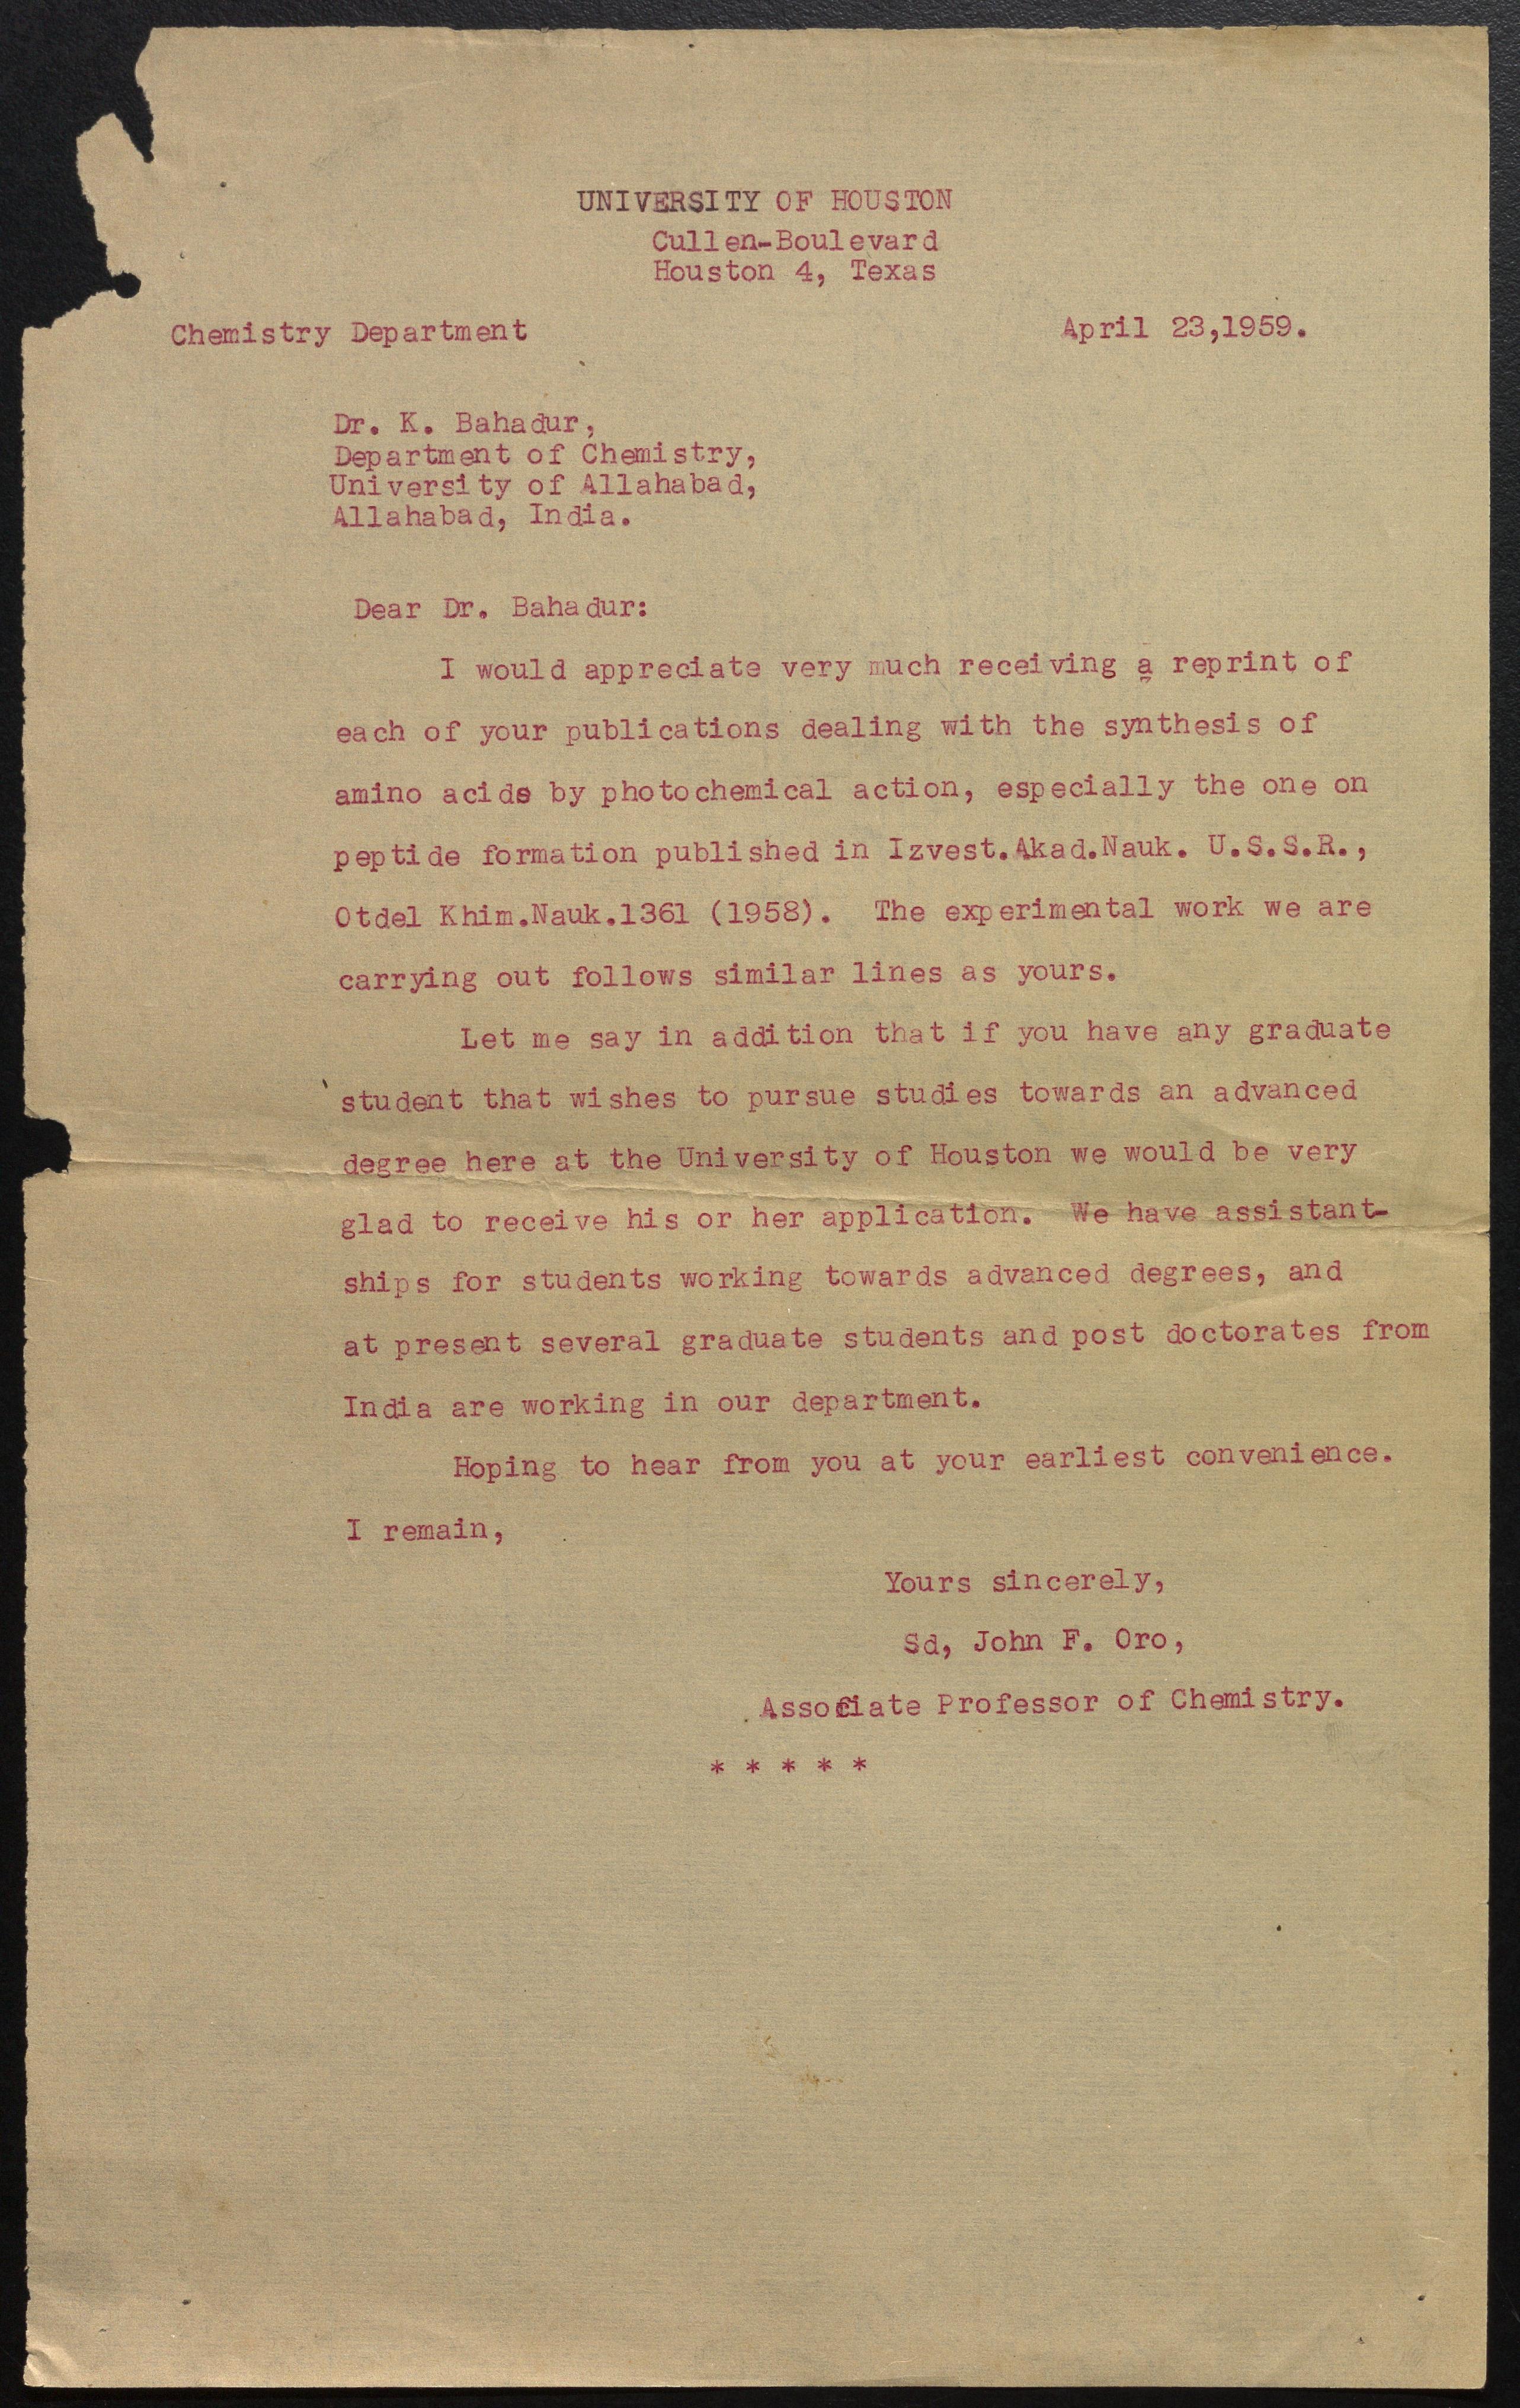 UNIVERSITY OF HOUSTON
Cullen-Boulevard
Houston 4, Texas
Chemistry Department
April 23,1959.
Dr. K. Bahadur,
Department of Chemistry,
University of Allahabad,
Allahabad, India.
Dear Dr. Bahadur:
I would appreciate very much receiving a reprint of
each of your publications dealing with the synthesis of
amino acids by photochemical action, especially the one on
peptide formation published in Izvest.Akad.Nauk. U.S.S.R.,
Otdel Khim.Nauk.1361 (1958). The experimental work we are
carrying out follows similar lines as yours.
Let me say in addition that if you have any graduate
student that wishes to pursue studies towards an advanced
degree here at the University of Houston we would be very
glad to receive his or her application. We have assistant-
ships for students working towards advanced degrees, and
at present several graduate students and post doctorates from
India are working in our department.
Hoping to hear from you at your earliest convenience.
I remain,
Yours sincerely,
Sd, John F. Oro,
Associate Professor of Chemistry.
* * * * *